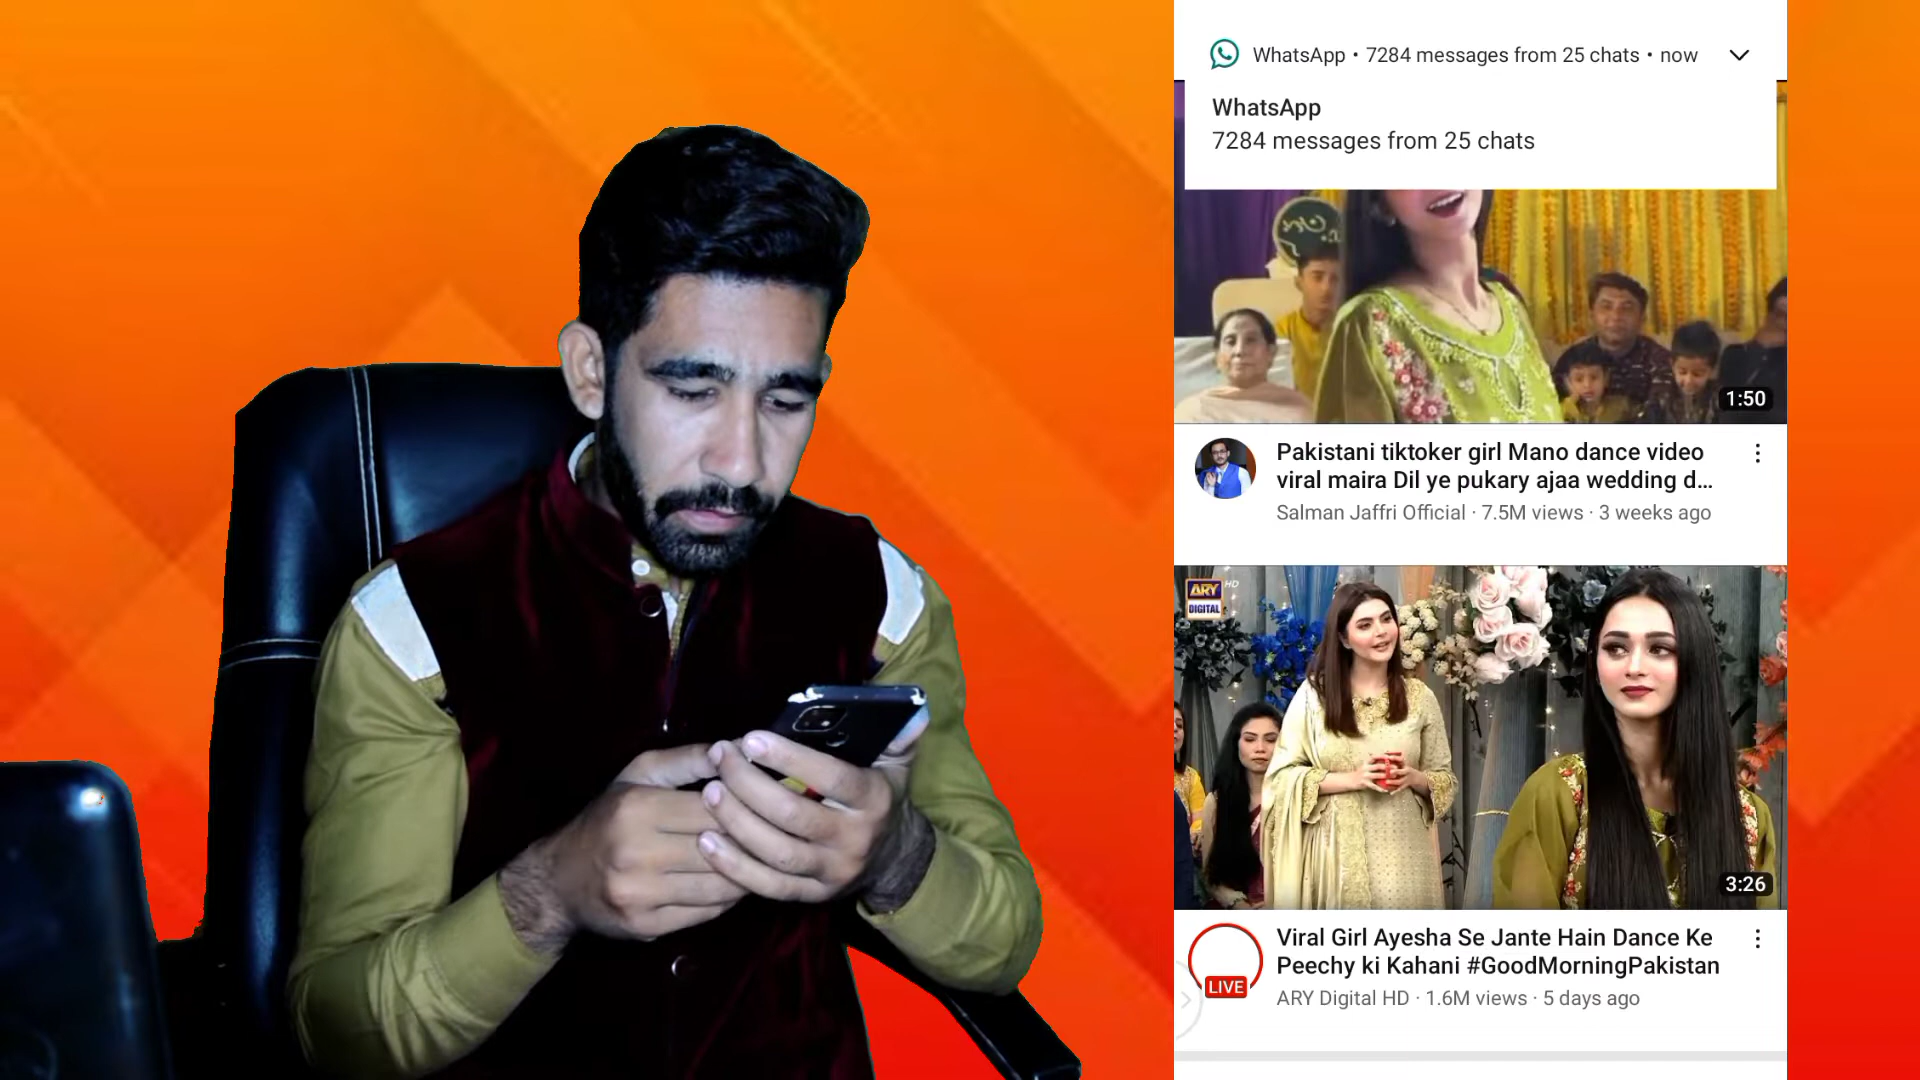 WhatsApp • 7284 messages from 25 chats • now
WhatsApp
7284 messages from 25 chats
1:50
Pakistani tiktoker girl Mano dance video
viral maira Dil ye pukary ajaa wedding d...
Salman Jaffri Official · 7.5M views · 3 weeks ago
ARY HD
DIGITAL
3:26
Viral Girl Ayesha Se Jante Hain Dance Ke
Peechy ki Kahani #GoodMorningPakistan
LIVE
ARY Digital HD · 1.6M views · 5 days ago